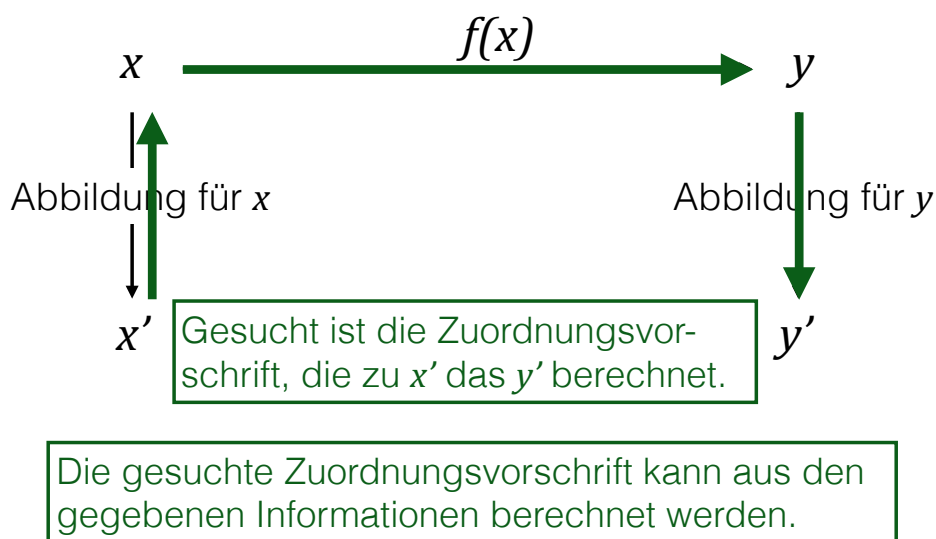 f(x)
x y
Abbildung für x Abbildung für y
x’ y’
Gesucht ist die Zuordnungsvor-
schrift, die zu x’ das y’ berechnet.
Die gesuchte Zuordnungsvorschrift kann aus den
gegebenen Informationen berechnet werden.